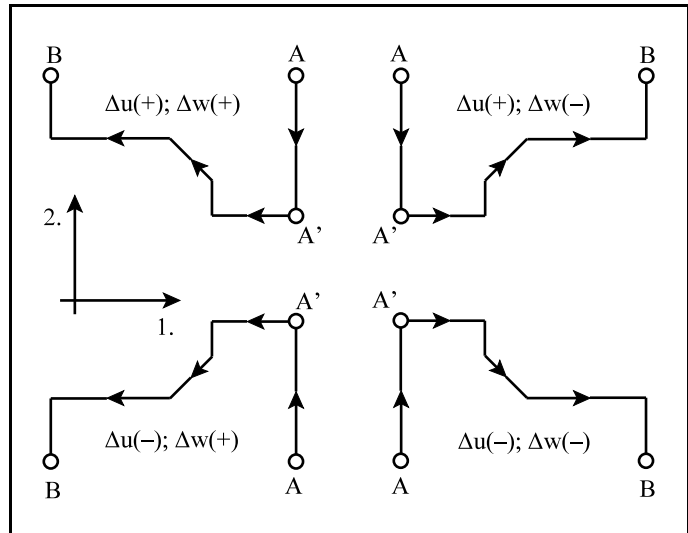 B A A B
Δu(+); Δw(+) Δu(+); Δw(−)
2.
A’ A’
A’ A’
1.
Δu(−); Δw(+) Δu(−); Δw(−)
B A A B